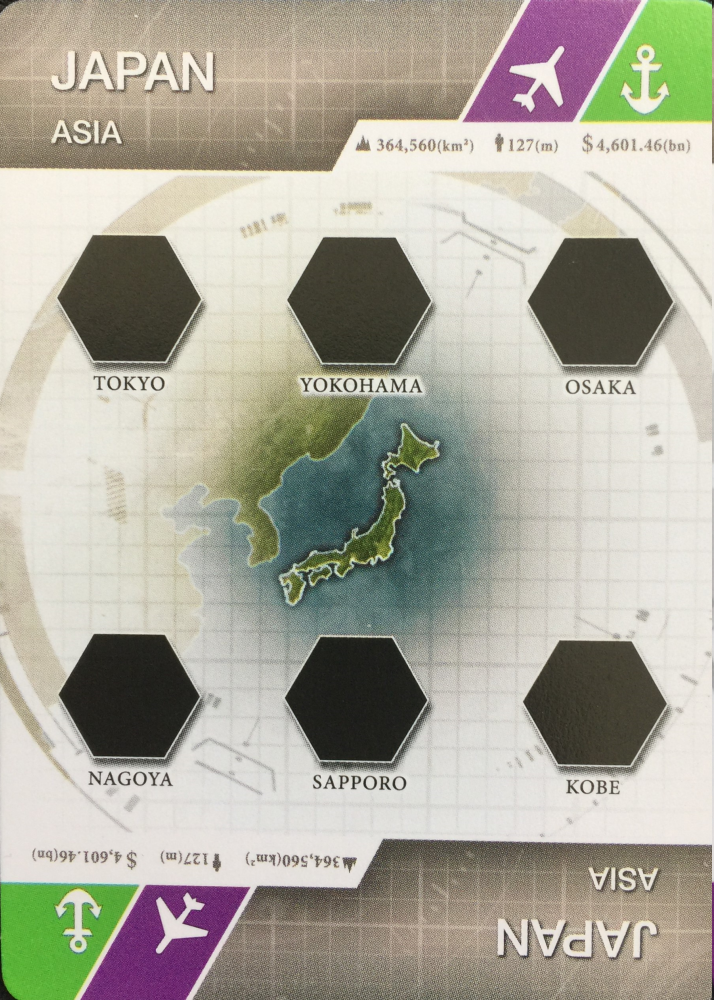 JAPAN
ASIA
364,560(km²) 127(m) $4,601.46(bn)
TOKYO YOKOHAMA OSAKA
NAGOYA SAPPORO KOBE
364,560(km²) 127(m) $4,601.46(bn)
ASIA
JAPAN